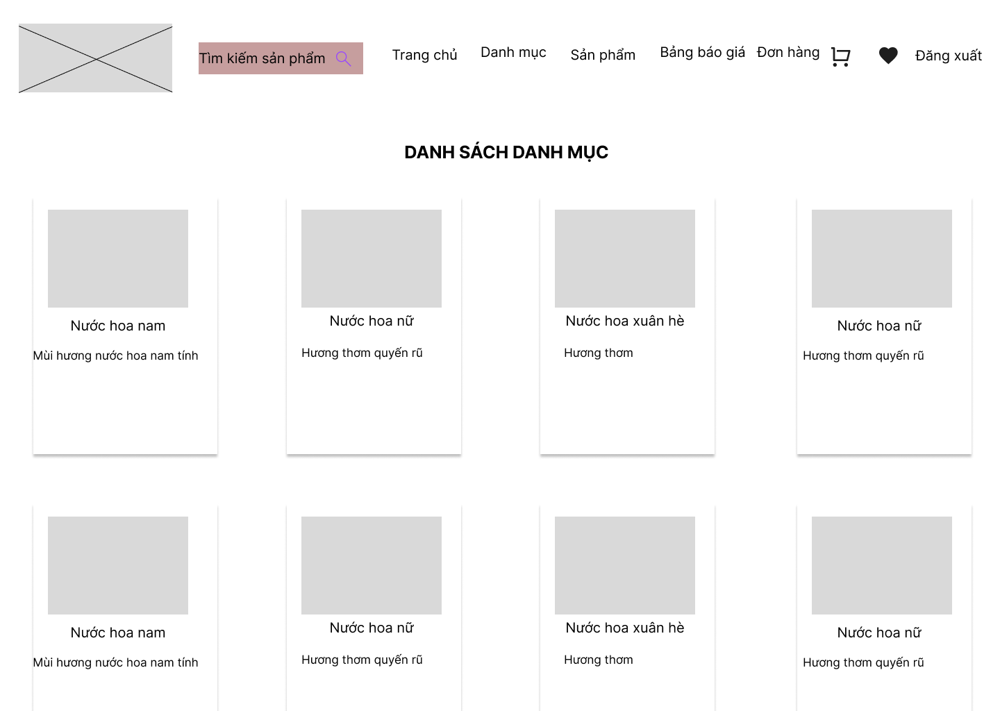 Tìm kiếm sản phẩm
Trang chủ
Danh mục
Sản phẩm
Bảng báo giá
Đơn hàng
Đăng xuất
DANH SÁCH DANH MỤC
Nước hoa nam
Mùi hương nước hoa nam tính
Nước hoa nữ
Hương thơm quyến rũ
Nước hoa xuân hè
Hương thơm
Nước hoa nữ
Hương thơm quyến rũ
Nước hoa nam
Mùi hương nước hoa nam tính
Nước hoa nữ
Hương thơm quyến rũ
Nước hoa xuân hè
Hương thơm
Nước hoa nữ
Hương thơm quyến rũ